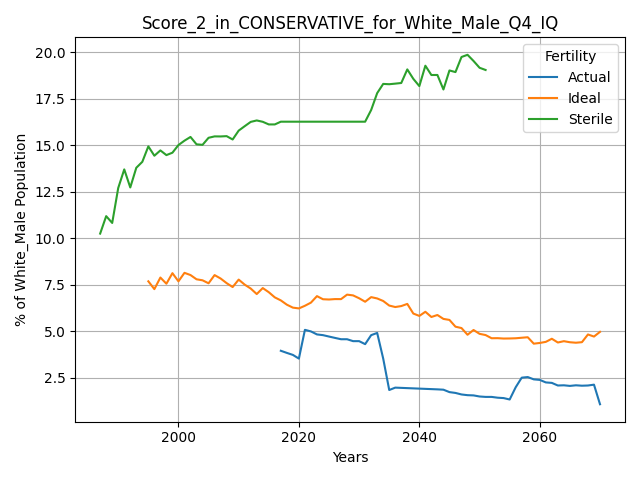 Score_2_in_CONSERVATIVE_for_White_Male_Q4_IQ
Fertility
Actual
Ideal
Sterile
% of White_Male Population
20.0
17.5
15.0
12.5
10.0
7.5
5.0
2.5
2000
2020
2040
2060
Years